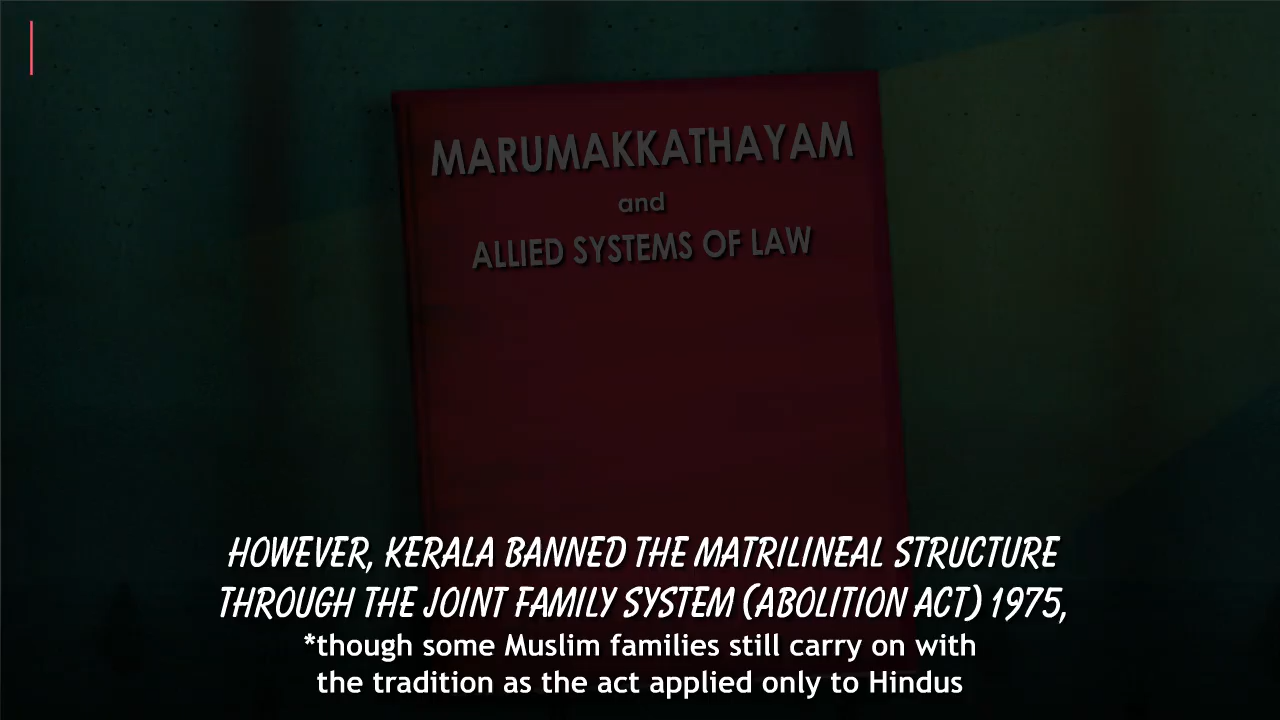 MARUMAKKATHAYAM
and
ALLIED SYSTEMS OF LAW
HOWEVER, KERALA BANNED THE MATRILINEAL STRUCTURE
THROUGH THE JOINT FAMILY SYSTEM (ABOLITION ACT) 1975,
*though some Muslim families still carry on with
the tradition as the act applied only to Hindus